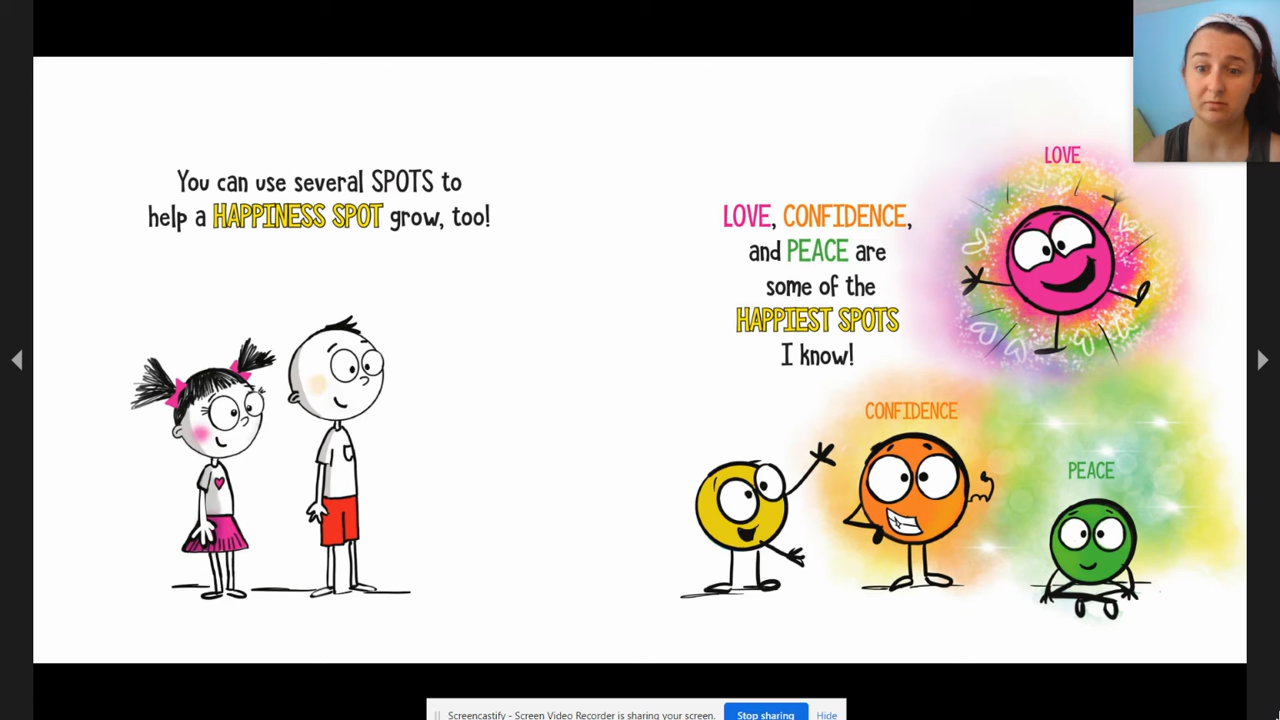 You can use several SPOTS to
help a HAPPINESS SPOT grow, too!
LOVE, CONFIDENCE,
and PEACE are
some of the
HAPPIEST SPOTS
I know!
LOVE
CONFIDENCE
PEACE
Screencastify - Screen Video Recorder is sharing your screen.
Stop sharing
Hide